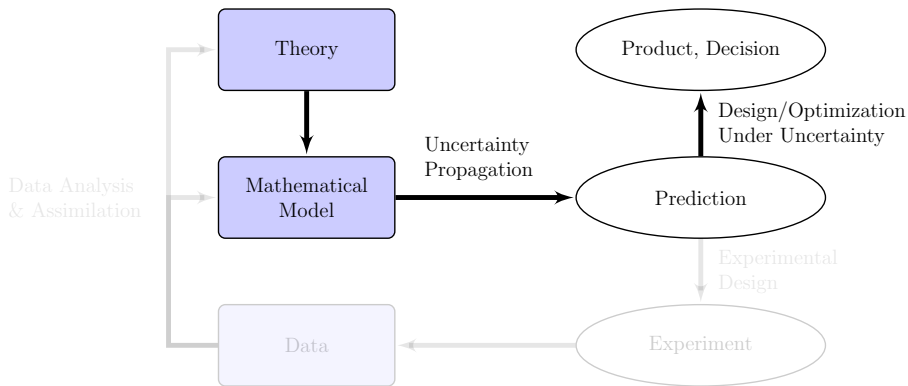 Theory
Product, Decision
Design/Optimization
Under Uncertainty
Uncertainty
Propagation
Data Analysis
& Assimilation
Mathematical
Model
Prediction
Experimental
Design
Data
Experiment